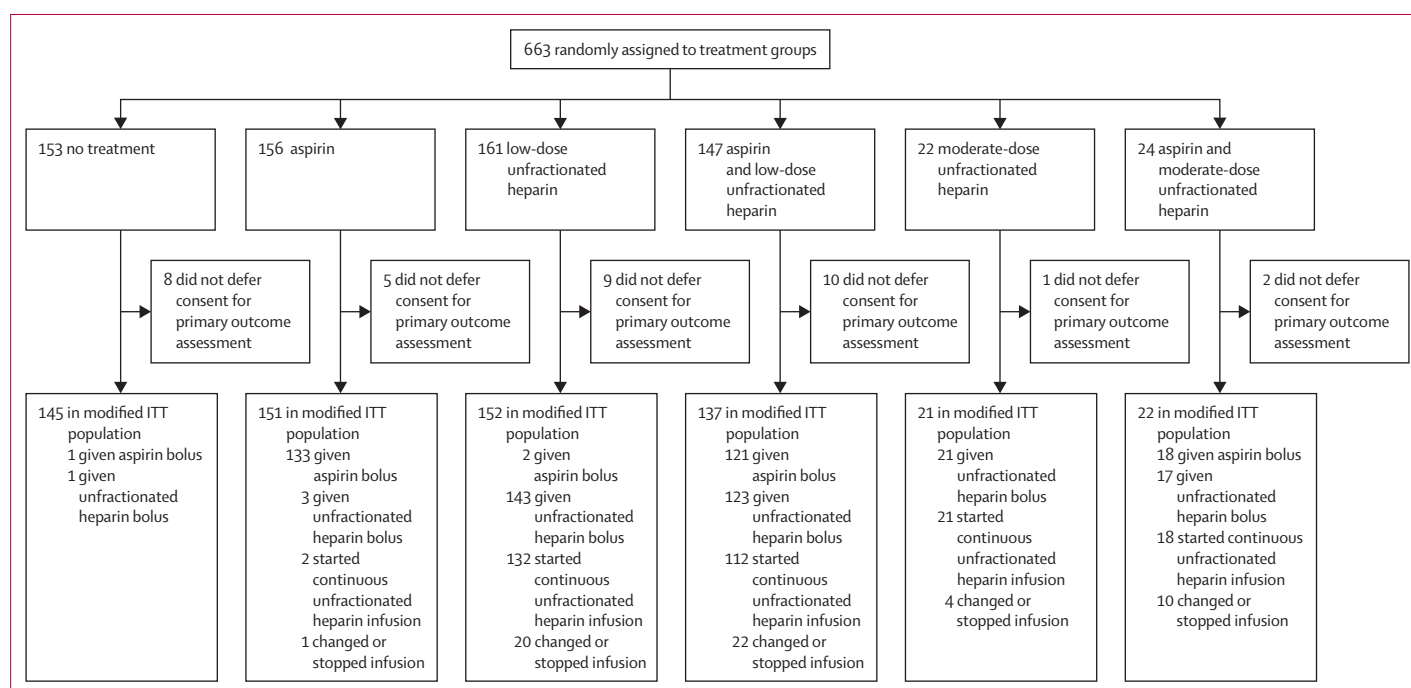 663 randomly assigned to treatment groups
153 no treatment
156 aspirin
161 low-dose
unfractionated
heparin
147 aspirin
and low-dose
unfractionated
heparin
22 moderate-dose
unfractionated
heparin
24 aspirin and
moderate-dose
unfractionated
heparin
8 did not defer
consent for
primary outcome
assessment
5 did not defer
consent for
primary outcome
assessment
9 did not defer
consent for
primary outcome
assessment
10 did not defer
consent for
primary outcome
assessment
1 did not defer
consent for
primary outcome
assessment
2 did not defer
consent for
primary outcome
assessment
145 in modified ITT
population
1 given aspirin bolus
1 given
unfractionated
heparin bolus
151 in modified ITT
population
133 given
aspirin bolus
3 given
unfractionated
heparin bolus
2 started
continuous
unfractionated
heparin infusion
1 changed or
stopped infusion
152 in modified ITT
population
2 given
aspirin bolus
143 given
unfractionated
heparin bolus
132 started
continuous
unfractionated
heparin infusion
20 changed or
stopped infusion
137 in modified ITT
population
121 given
aspirin bolus
123 given
unfractionated
heparin bolus
112 started
continuous
unfractionated
heparin infusion
22 changed or
stopped infusion
21 in modified ITT
population
21 given
unfractionated
heparin bolus
21 started
continuous
unfractionated
heparin infusion
4 changed or
stopped infusion
22 in modified ITT
population
18 given aspirin bolus
17 given
unfractionated
heparin bolus
18 started continuous
unfractionated
heparin infusion
10 changed or
stopped infusion